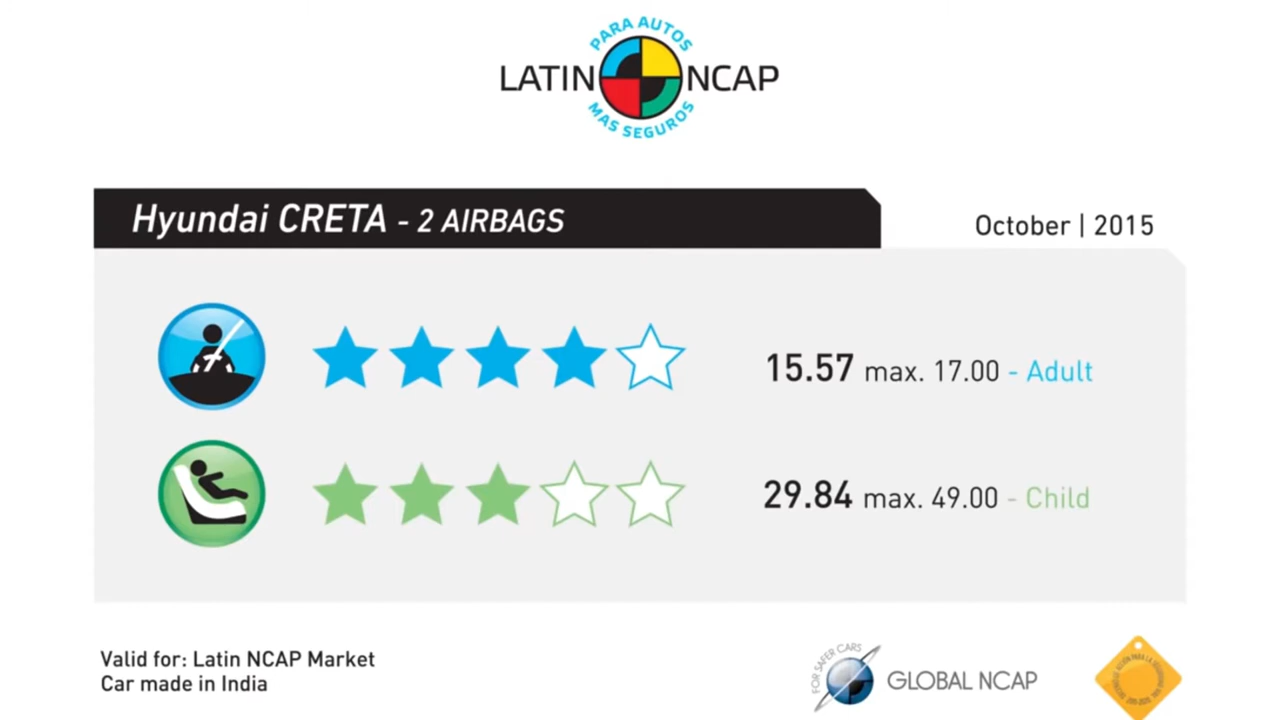 PARA AUTOS
LATIN NCAP
MAS SEGUROS
Hyundai CRETA - 2 AIRBAGS
October | 2015
15.57 max. 17.00 - Adult
29.84 max. 49.00 - Child
Valid for: Latin NCAP Market
Car made in India
FOR SAFER CARS
GLOBAL NCAP